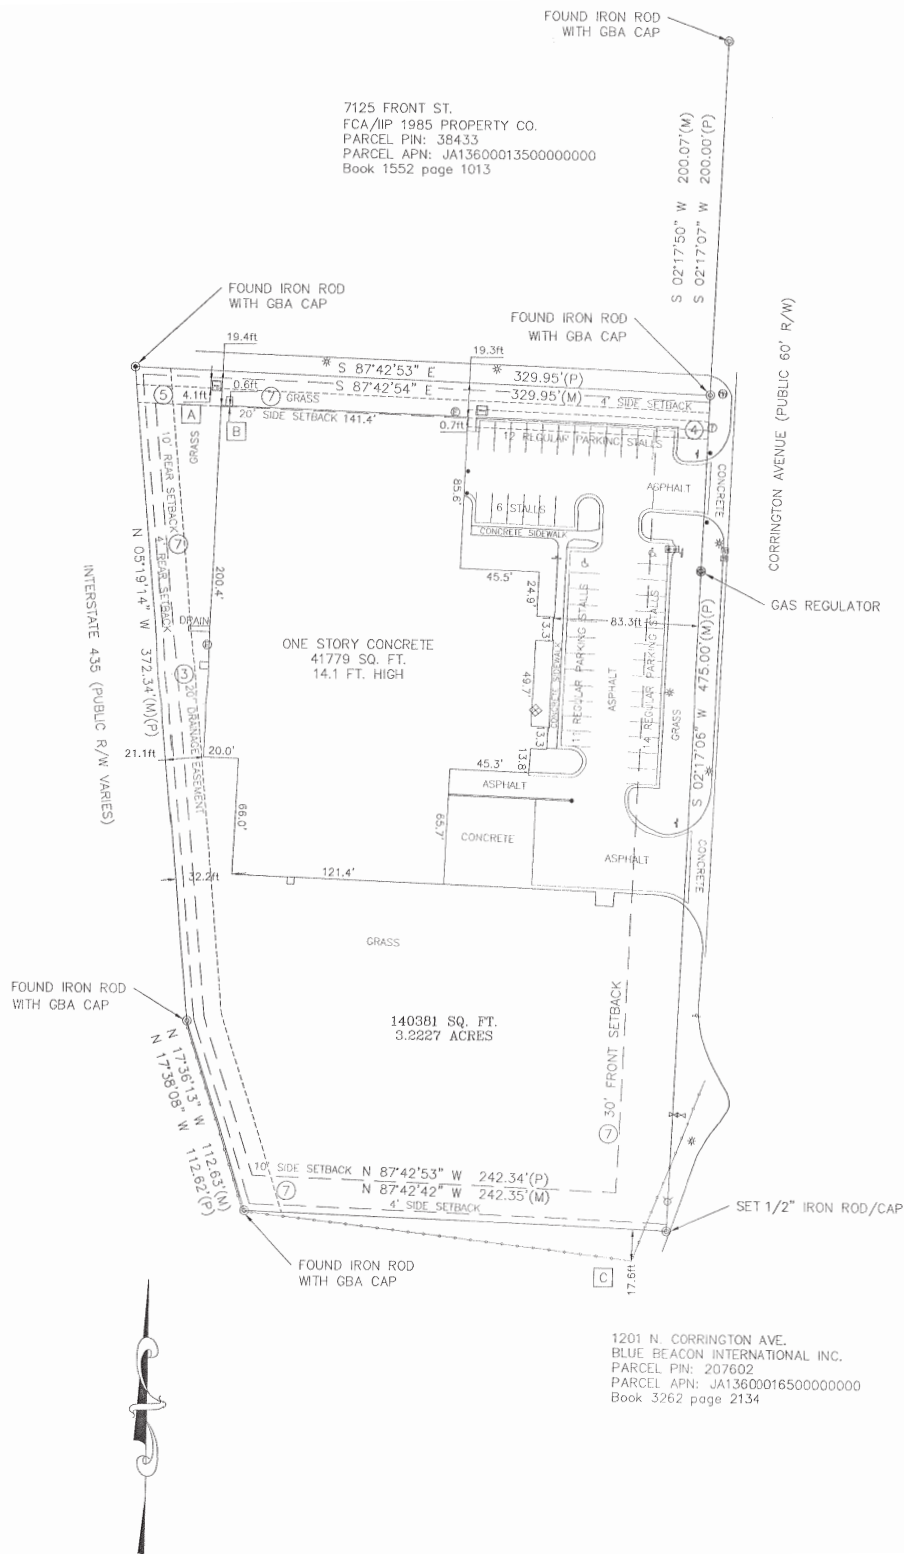 FOUND IRON ROD
WITH GBA CAP
7125 FRONT ST.
FCA/IIP 1985 PROPERTY CO.
PARCEL PIN: 38433
PARCEL APN: JA13600013500000000
Book 1552 page 1013
S 02°17'50" W 200.07'(M)
S 02°17'07" W 200.00'(P)
FOUND IRON ROD
WITH GBA CAP
FOUND IRON ROD
WITH GBA CAP
CORRINGTON AVENUE (PUBLIC 60' R/W)
19.4ft
19.3ft
S 87°42'53" E 329.95'(P)
S 87°42'54" E 329.95'(M)
0.6ft
4.1ft
5
A
7
GRASS
4' SIDE SETBACK
B
20' SIDE SETBACK 141.4'
0.7ft
12 REGULAR PARKING STALLS
4
GRASS
10' REAR SETBACK
7
4' REAR SETBACK
85.6'
ASPHALT
CONCRETE
6 STALLS
CONCRETE SIDEWALK
N 05°19'14" W 372.34'(M)(P)
INTERSTATE 435 (PUBLIC R/W VARIES)
200.4'
45.5'
24.9'
13.3'
83.3ft
GAS REGULATOR
DRAIN
ONE STORY CONCRETE
41779 SQ. FT.
14.1 FT. HIGH
49.7'
CONCRETE SIDEWALK
11 REGULAR PARKING STALLS
ASPHALT
14 REGULAR PARKING STALLS
GRASS
S 02°17'06" W 475.00'(M)(P)
3
20' DRAINAGE EASEMENT
13.3'
13.8'
21.1ft
20.0'
45.3'
ASPHALT
66.0'
65.7'
CONCRETE
ASPHALT
CONCRETE
32.2ft
121.4'
GRASS
FOUND IRON ROD
WITH GBA CAP
140381 SQ. FT.
3.2227 ACRES
N 17°36'13" W 112.63'(M)
N 17°38'08" W 112.62'(P)
7
30' FRONT SETBACK
10' SIDE SETBACK
N 87°42'53" W 242.34'(P)
7
N 87°42'42" W 242.35'(M)
4' SIDE SETBACK
SET 1/2" IRON ROD/CAP
FOUND IRON ROD
WITH GBA CAP
C
17.6ft
1201 N. CORRINGTON AVE.
BLUE BEACON INTERNATIONAL INC.
PARCEL PIN: 207602
PARCEL APN: JA13600016500000000
Book 3262 page 2134